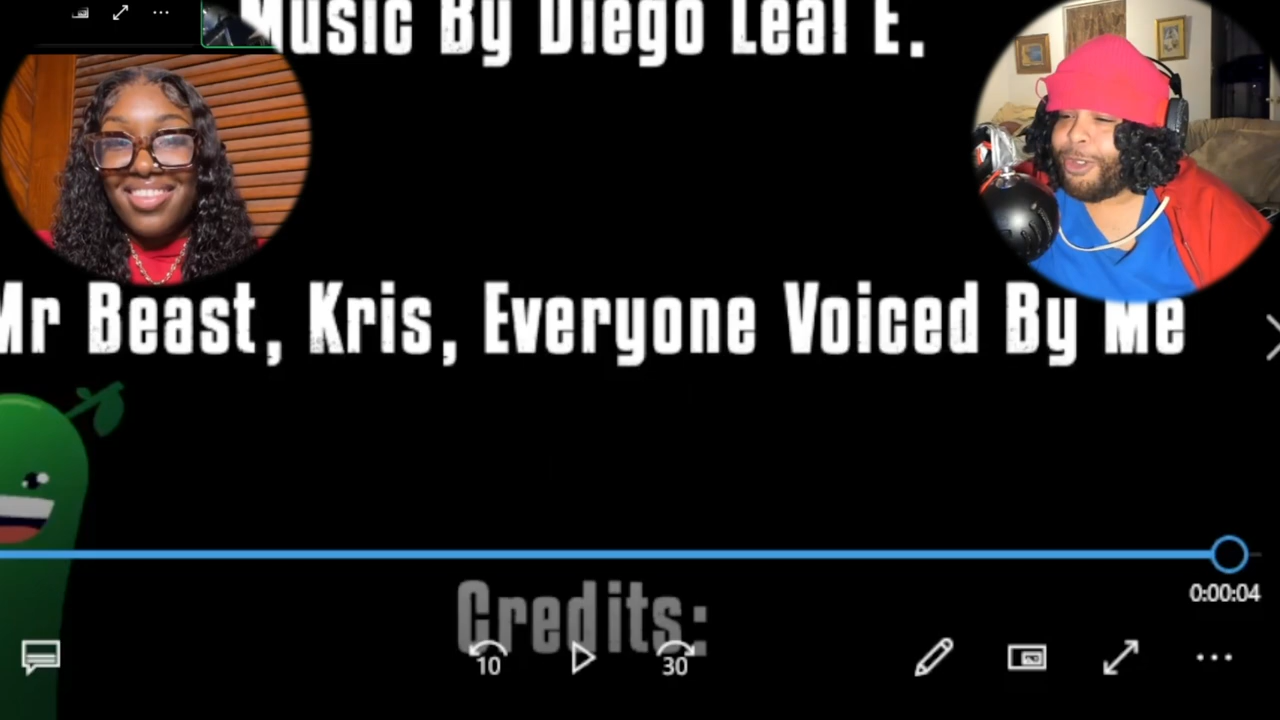 Music By Diego Leal E.
Mr Beast, Kris, Everyone Voiced By Me
0:00:04
Credits:
10
30